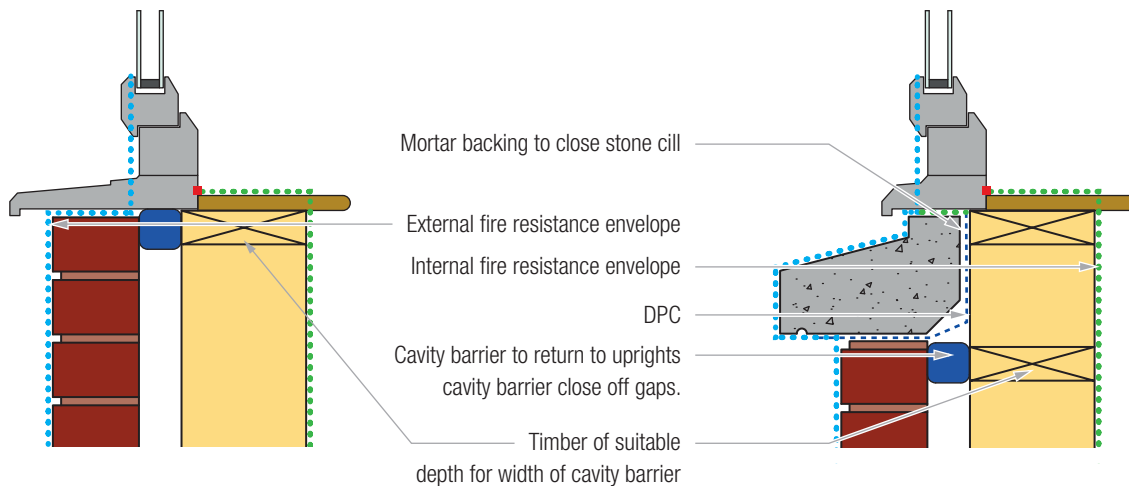 Mortar backing to close stone cill
External fire resistance envelope
Internal fire resistance envelope
DPC
Cavity barrier to return to uprights
cavity barrier close off gaps.
Timber of suitable
depth for width of cavity barrier